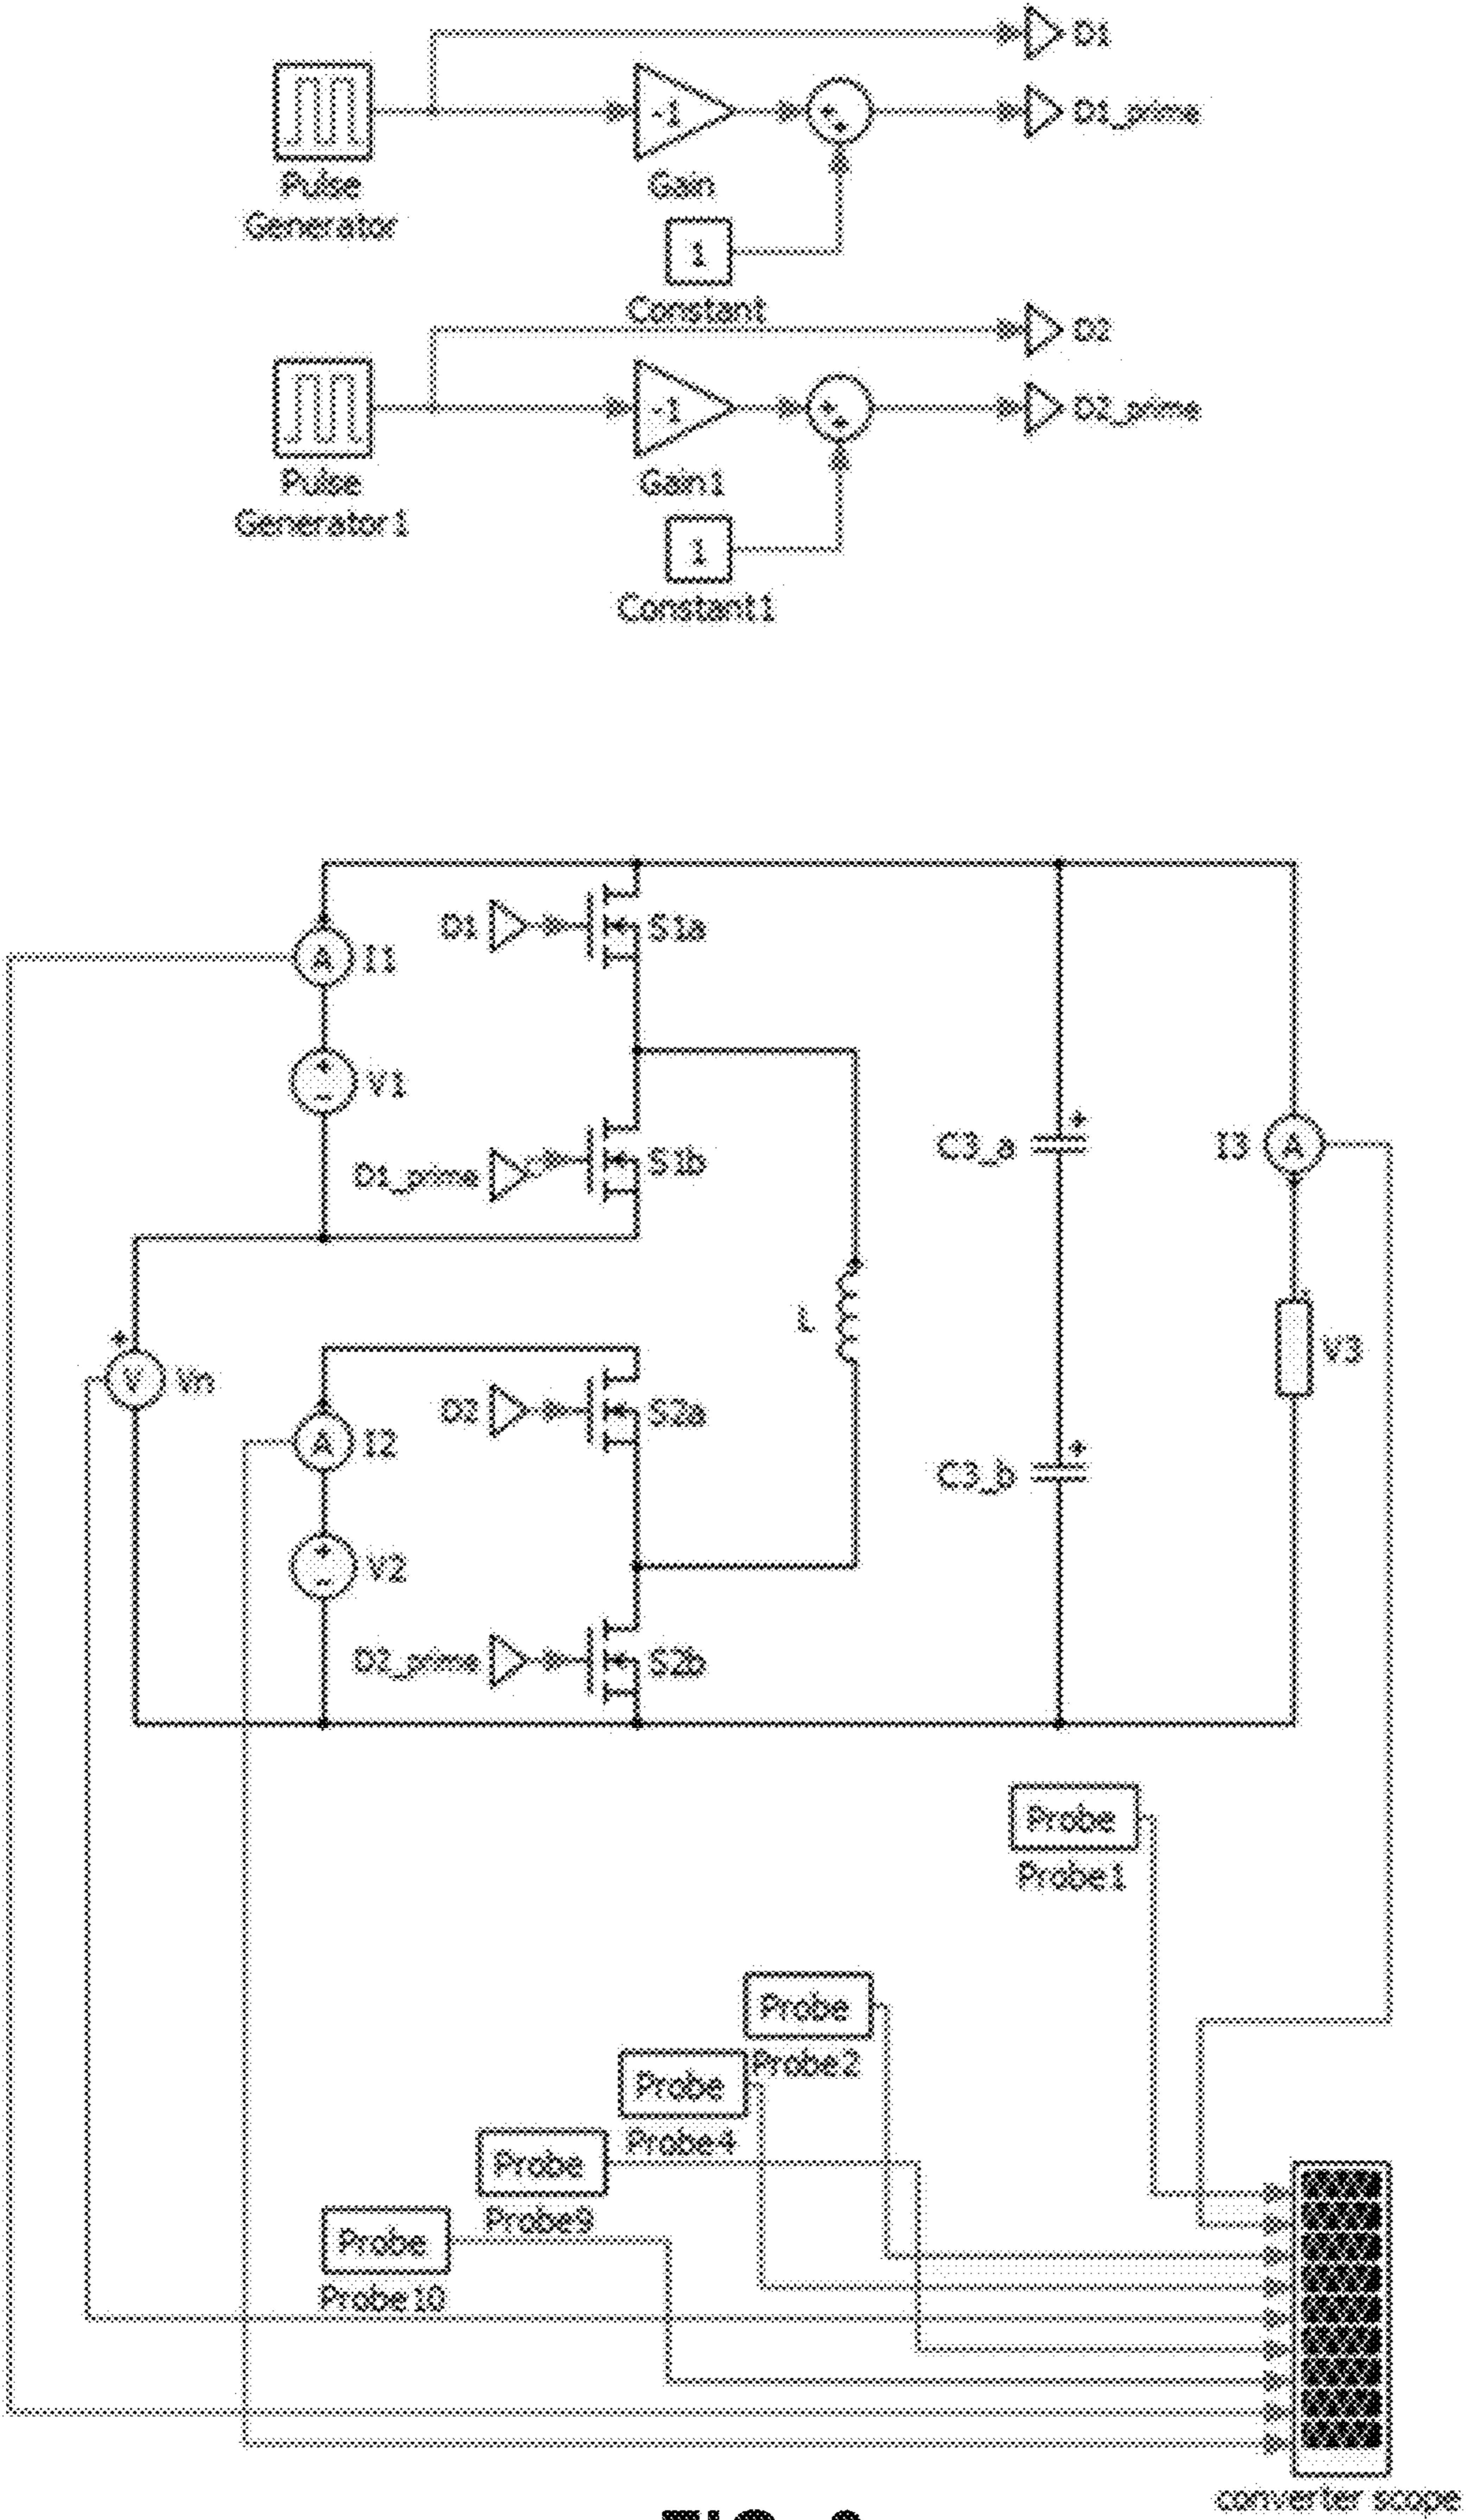 D1
-1
D1_prime
Pulse
Generator
Gain
1
Constant
D2
-1
D2_prime
Pulse
Generator1
Gain1
1
Constant1
D1
S1a
A
I1
V1
D1_prime
S1b
C3_a
I3
A
L
V3
V
Vn
D2
S2a
A
I2
C3_b
V2
D2_prime
S2b
Probe
Probe1
Probe
Probe2
Probe
Probe4
Probe
Probe9
Probe
Probe10
converter scope